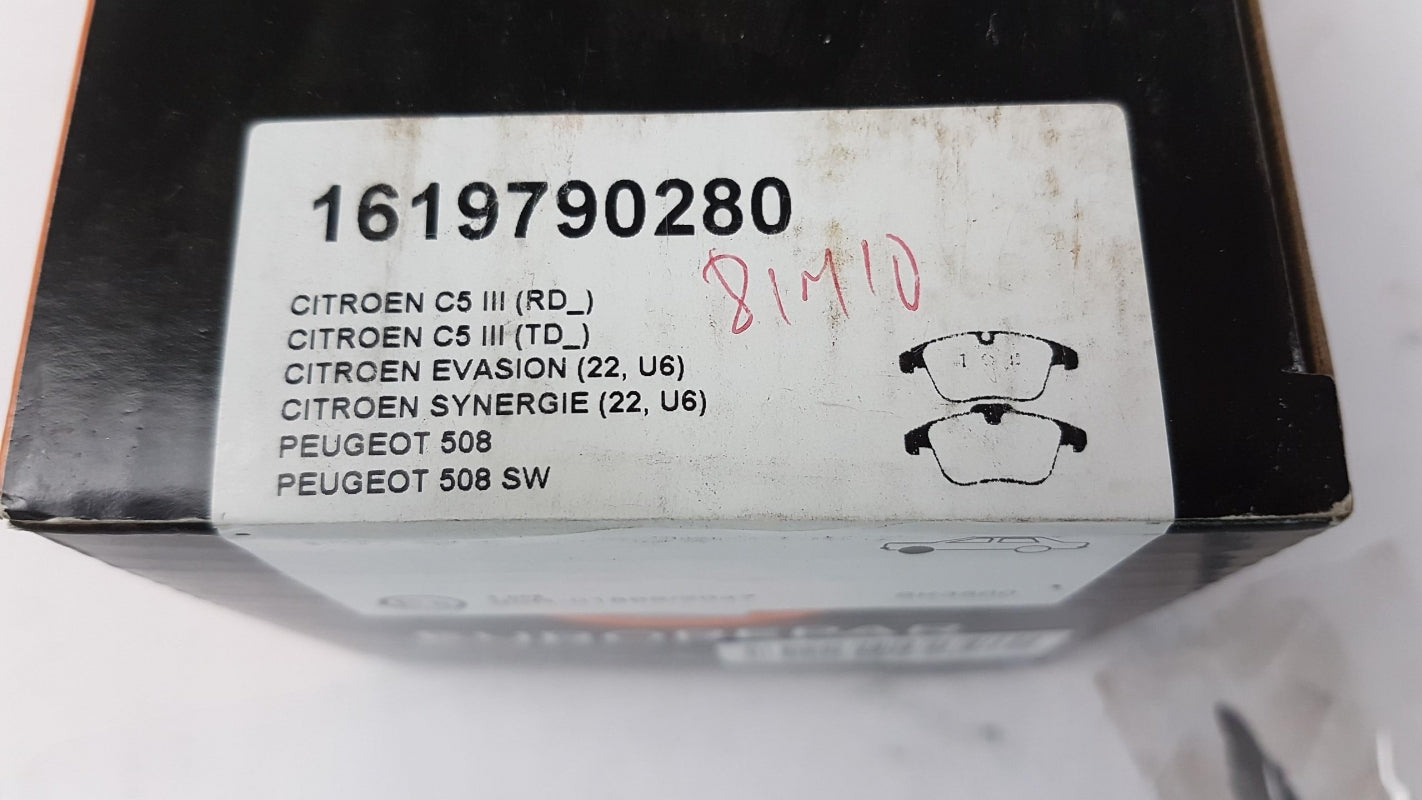 1619790280
81M10
CITROEN C5 III (RD_)
CITROEN C5 III (TD_)
CITROEN EVASION (22, U6)
CITROEN SYNERGIE (22, U6)
PEUGEOT 508
PEUGEOT 508 SW
EUROREPAR